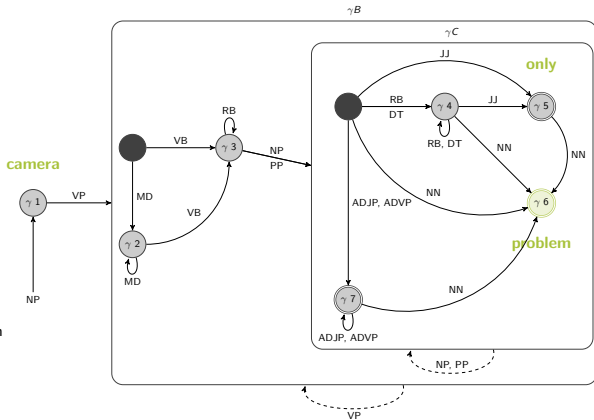 γB
γC
JJ
only
RB
DT
γ 4
JJ
γ 5
RB, DT
RB
VB
γ 3
NP
PP
NN
NN
camera
γ 1
VP
MD
VB
NN
ADJP, ADVP
γ 6
problem
γ 2
MD
NP
NN
γ 7
ADJP, ADVP
n
NP, PP
VP